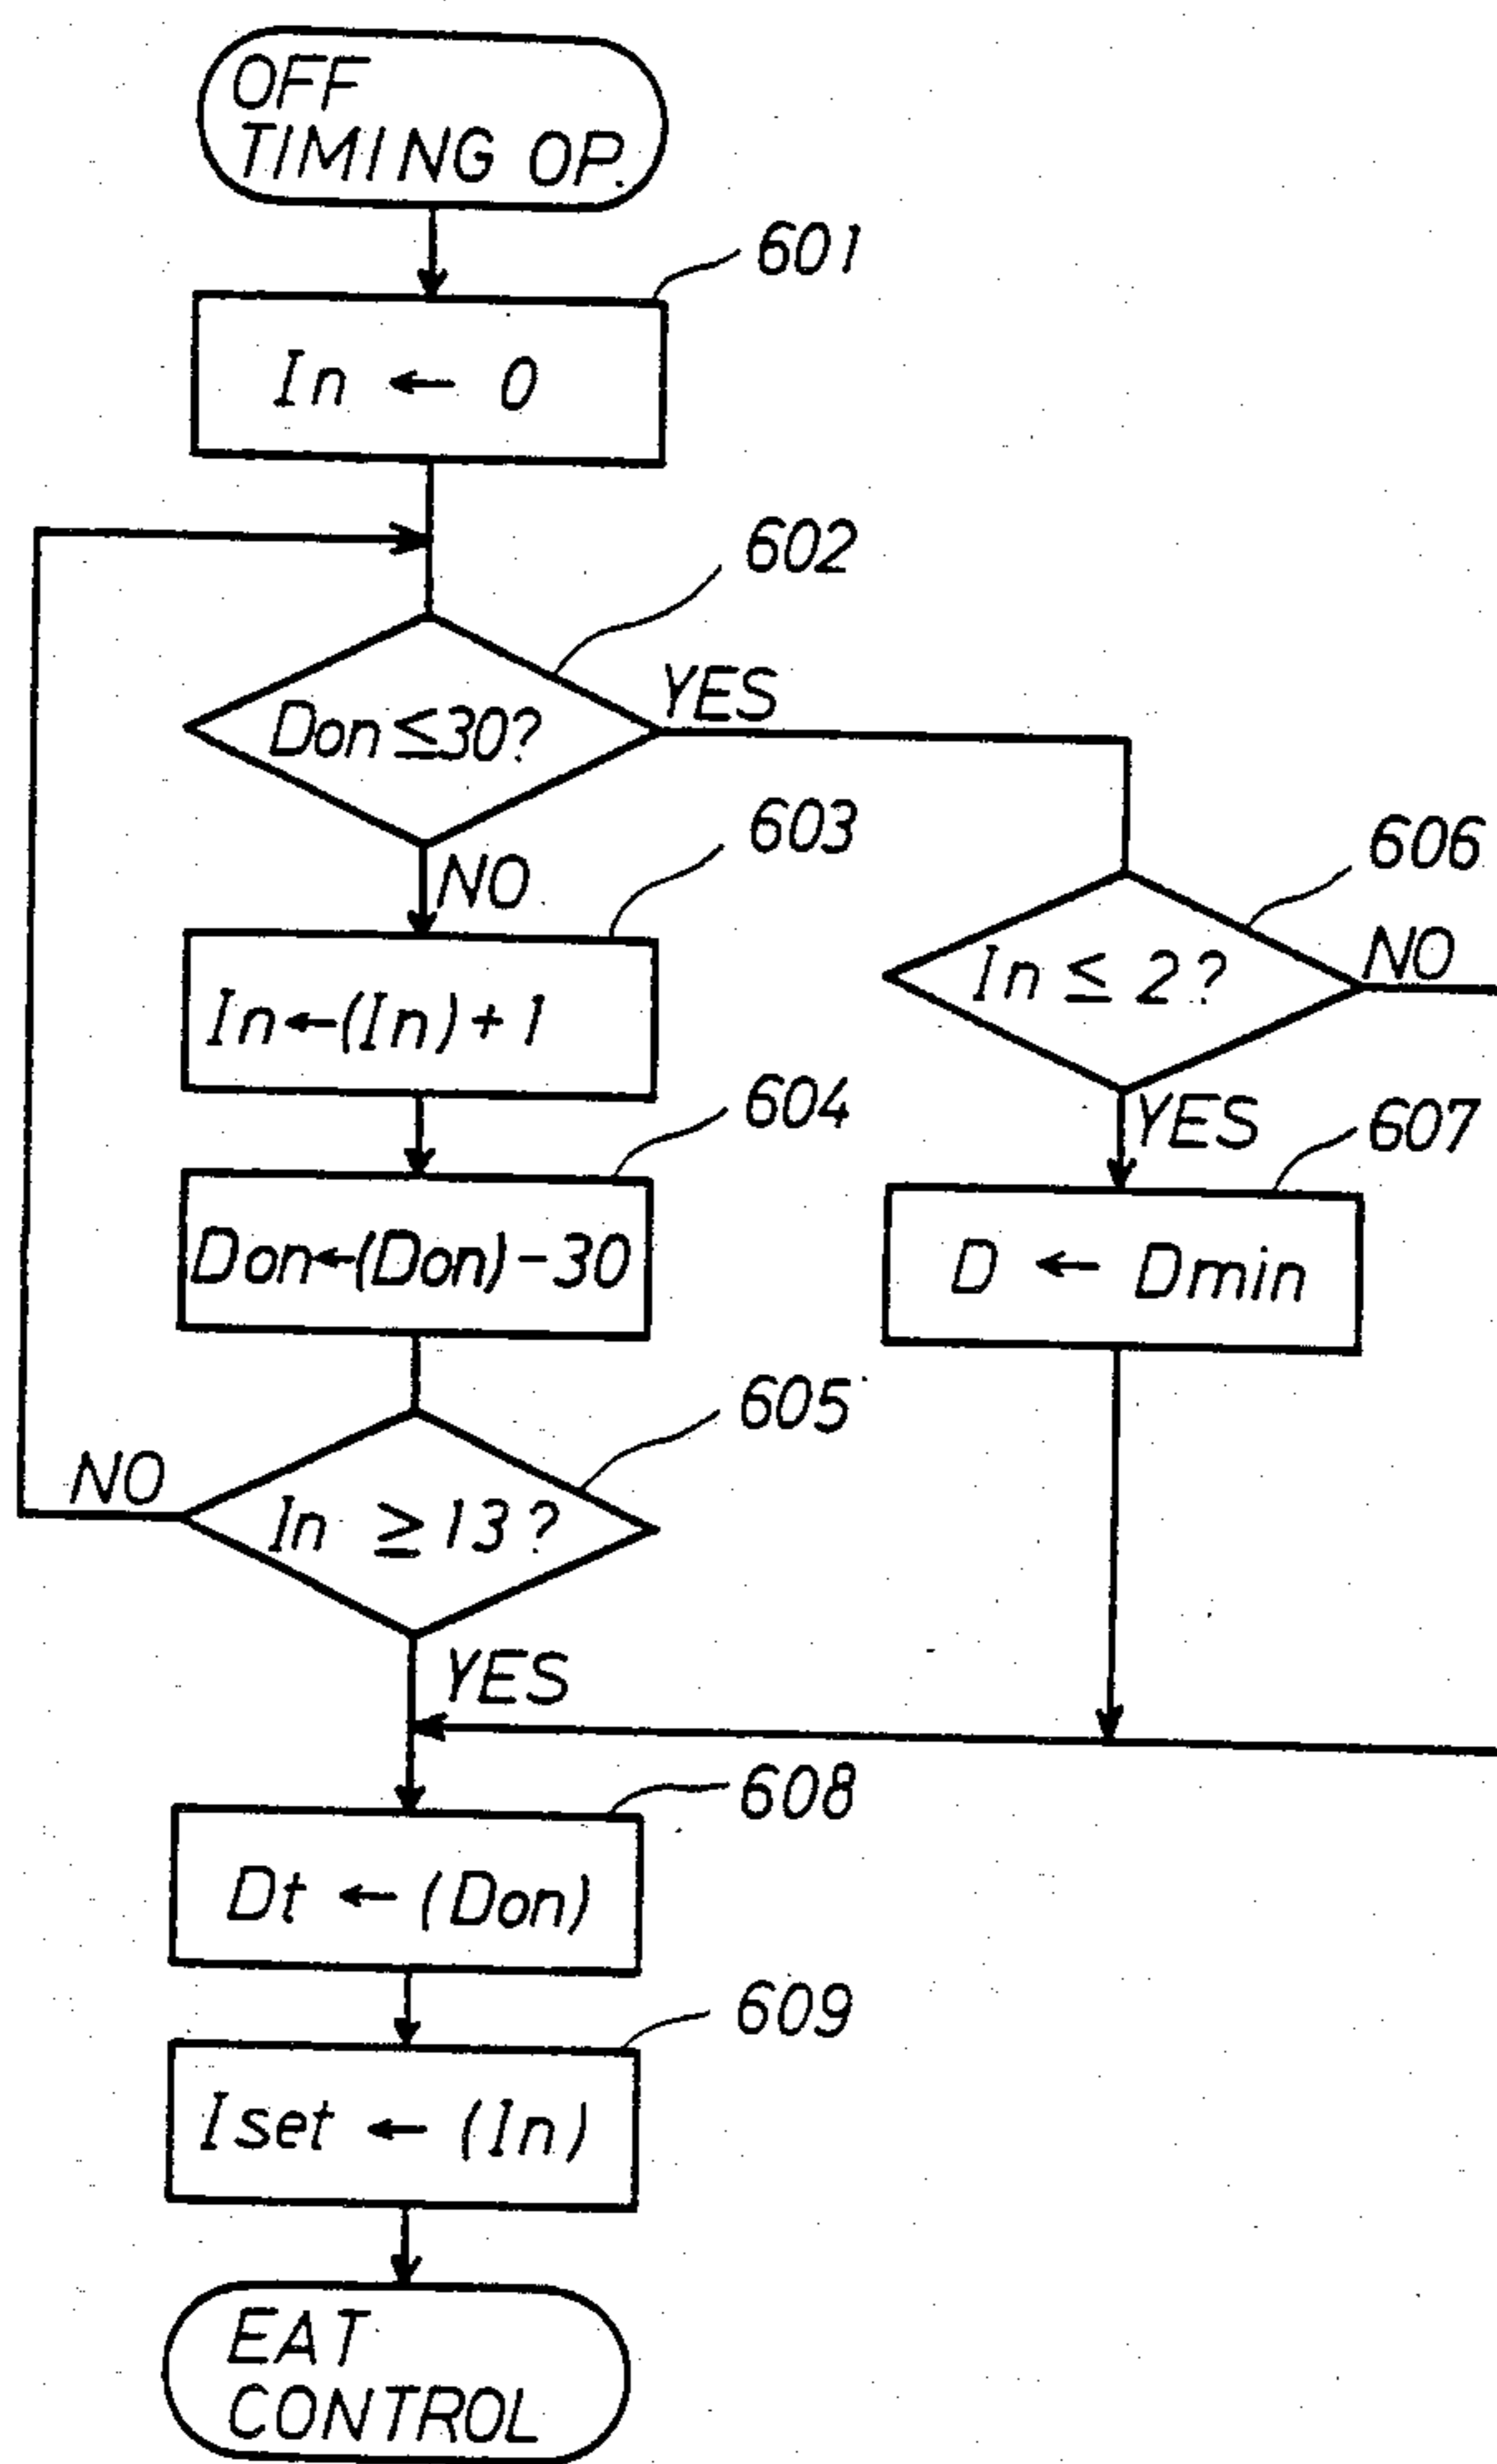 OFF
TIMING OP.
601
In ← 0
602
Don ≤30?
YES
603
NO
606
In ≤ 2?
NO
In←(In)+1
604
YES
607
Don←(Don)-30
D ← Dmin
605
NO
In ≥13?
YES
608
Dt ← (Don)
609
Iset ← (In)
EAT
CONTROL